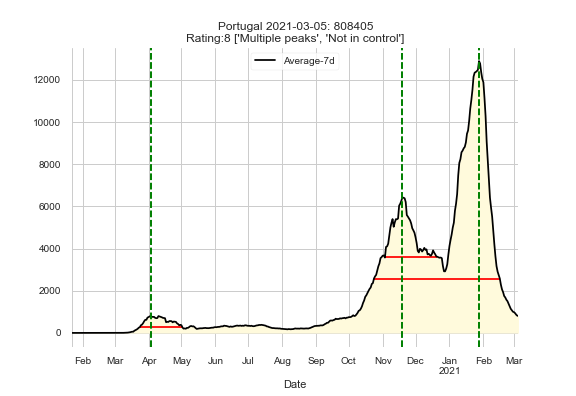 Portugal 2021-03-05: 808405
Rating:8 ['Multiple peaks', 'Not in control']
Average-7d
12000
10000
8000
6000
4000
2000
0
Feb Mar Apr May Jun Jul Aug Sep Oct Nov Dec Jan Feb Mar
2021
Date